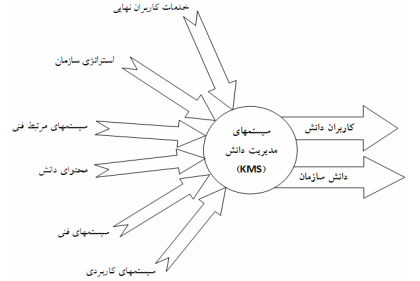 خدمات کاربران نهایی
استراتژی سازمان
سیستمهای مرتبط فنی
محتوای دانش
سیستمهای فنی
سیستمهای کاربردی
سیستمهای
مدیریت دانش
(KMS)
کاربران دانش
دانش سازمان